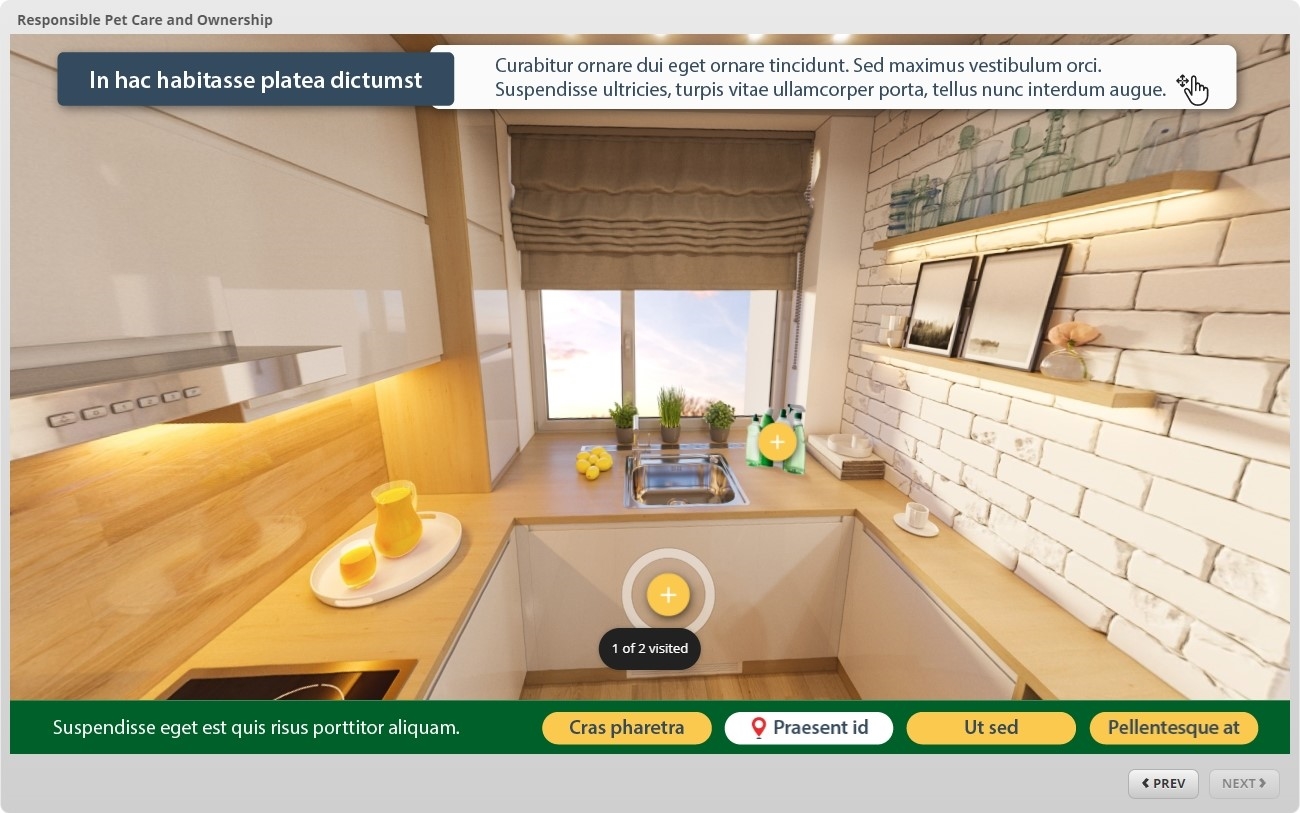 Responsible Pet Care and Ownership
In hac habitasse platea dictumst
Curabitur ornare dui eget ornare tincidunt. Sed maximus vestibulum orci.
Suspendisse ultricies, turpis vitae ullamcorper porta, tellus nunc interdum augue.
1 of 2 visited
Suspendisse eget est quis risus porttitor aliquam.
Cras pharetra
Praesent id
Ut sed
Pellentesque at
PREV
NEXT